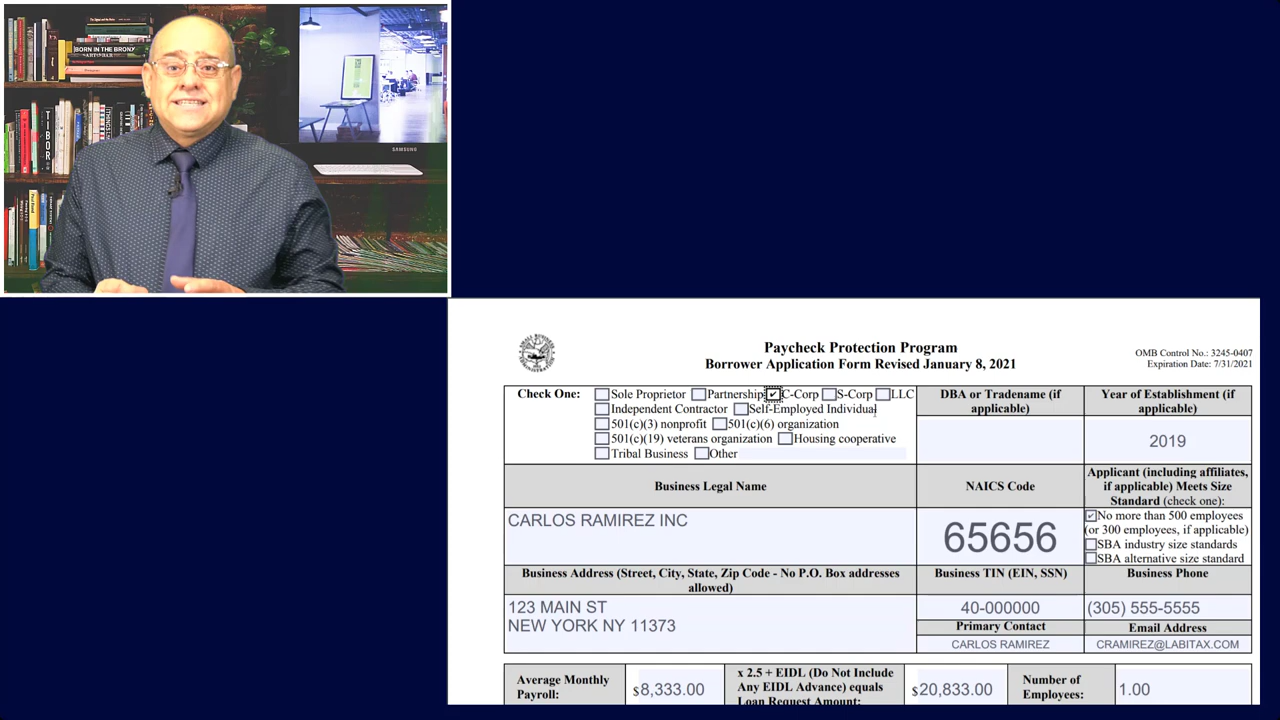 BORN IN THE BRONX
TIBOR
SAMSUNG
Paycheck Protection Program
Borrower Application Form Revised January 8, 2021
OMB Control No.: 3245-0407
Expiration Date: 7/31/2021
Check One: Sole Proprietor Partnership C-Corp S-Corp LLC
Independent Contractor Self-Employed Individual
501(c)(3) nonprofit 501(c)(6) organization
501(c)(19) veterans organization Housing cooperative
Tribal Business Other
DBA or Tradename (if
applicable)
Year of Establishment (if
applicable)
2019
Business Legal Name
NAICS Code
Applicant (including affiliates,
if applicable) Meets Size
Standard (check one):
CARLOS RAMIREZ INC
65656
No more than 500 employees
(or 300 employees, if applicable)
SBA industry size standards
SBA alternative size standard
Business Address (Street, City, State, Zip Code - No P.O. Box addresses
allowed)
Business TIN (EIN, SSN)
Business Phone
123 MAIN ST
NEW YORK NY 11373
40-000000
(305) 555-5555
Primary Contact
Email Address
CARLOS RAMIREZ
CRAMIREZ@LABITAX.COM
Average Monthly
Payroll:
$8,333.00
x 2.5 + EIDL (Do Not Include
Any EIDL Advance) equals
Loan Request Amount:
$20,833.00
Number of
Employees:
1.00